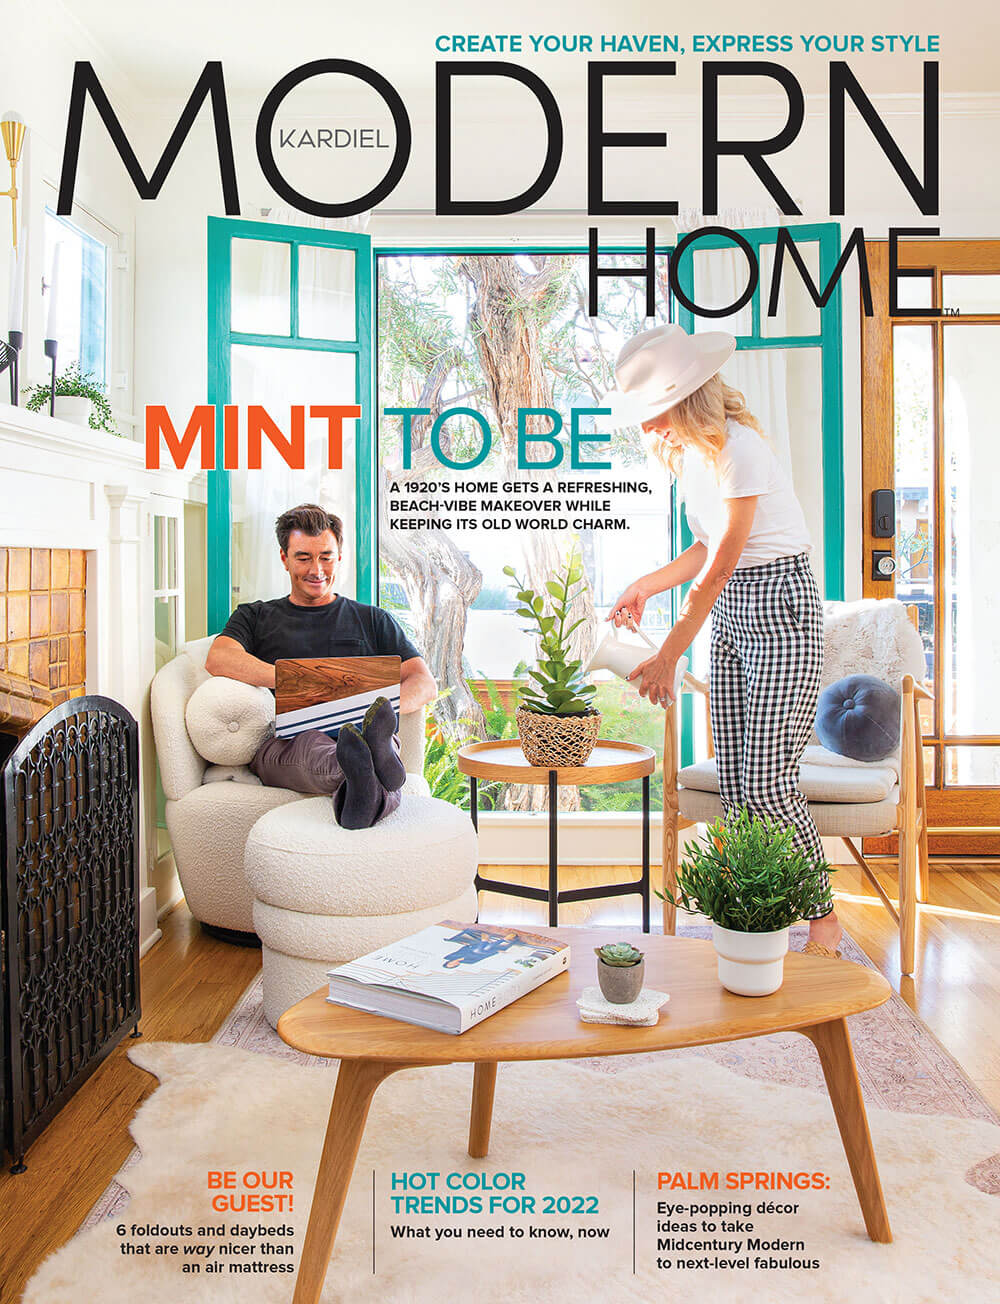 CREATE YOUR HAVEN, EXPRESS YOUR STYLE
MODERN
KARDIEL
HOME™
MINT TO BE
A 1920'S HOME GETS A REFRESHING,
BEACH-VIBE MAKEOVER WHILE
KEEPING ITS OLD WORLD CHARM.
HOME
HOME
BE OUR
GUEST!
6 foldouts and daybeds
that are way nicer than
an air mattress
HOT COLOR
TRENDS FOR 2022
What you need to know, now
PALM SPRINGS:
Eye-popping décor
ideas to take
Midcentury Modern
to next-level fabulous